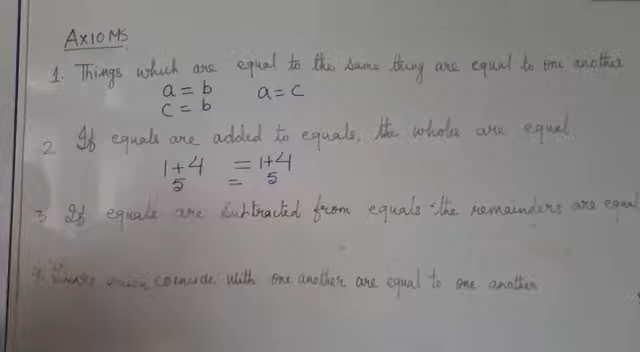 AXIOMS
1. Things which are equal to the same thing are equal to one another
a = b a = c
c = b
2 If equals are added to equals, the whole are equal
1+4 = 1+4
5 = 5
3 If equals are subtracted from equals the remainders are equal
coincide with one another are equal to one another